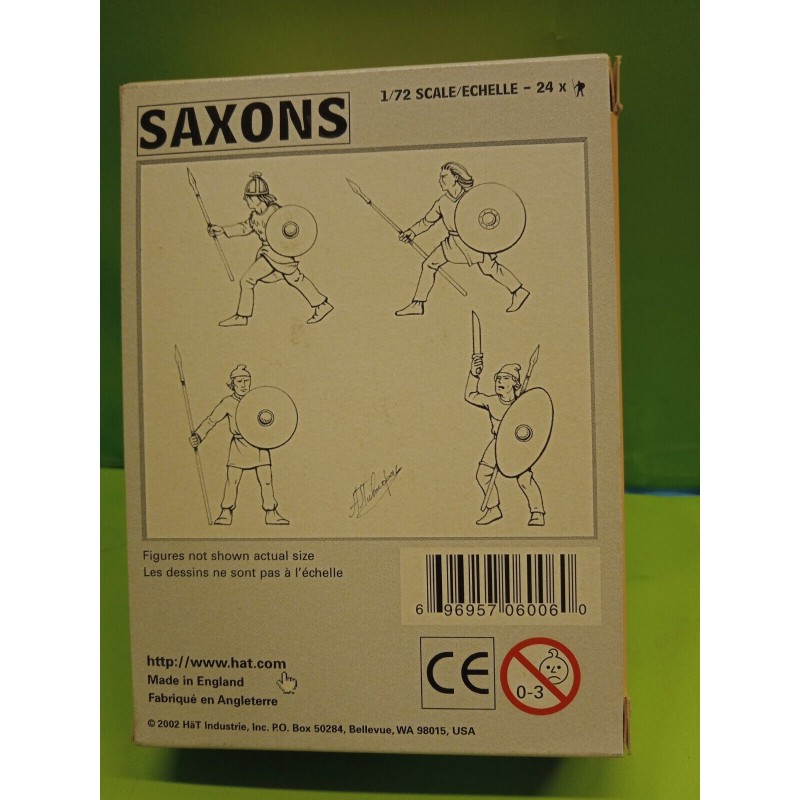 SAXONS
1/72 SCALE/ECHELLE – 24 x
Figures not shown actual size
Les dessins ne sont pas à l'échelle
6 96957 06006 0
http://www.hat.com
Made in England
Fabriqué en Angleterre
CE
0-3
© 2002 HäT Industrie, Inc. P.O. Box 50284, Bellevue, WA 98015, USA